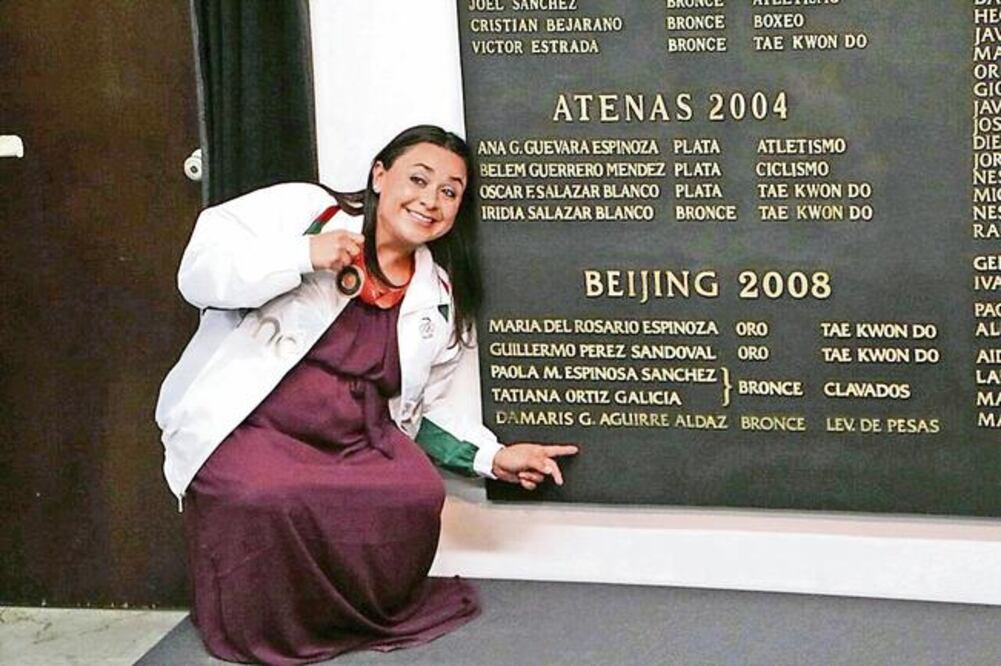 JOEL SANCHEZ BRONCE ATLETISMO
CRISTIAN BEJARANO BRONCE BOXEO
VICTOR ESTRADA BRONCE TAE KWON DO
ATENAS 2004
ANA G. GUEVARA ESPINOZA PLATA ATLETISMO
BELEM GUERRERO MENDEZ PLATA CICLISMO
OSCAR F. SALAZAR BLANCO PLATA TAE KWON DO
IRIDIA SALAZAR BLANCO BRONCE TAE KWON DO
BEIJING 2008
MARIA DEL ROSARIO ESPINOZA ORO TAE KWON DO
GUILLERMO PEREZ SANDOVAL ORO TAE KWON DO
PAOLA M. ESPINOSA SANCHEZ
BRONCE CLAVADOS
TATIANA ORTIZ GALICIA
DAMARIS G. AGUIRRE ALDAZ BRONCE LEV. DE PESAS